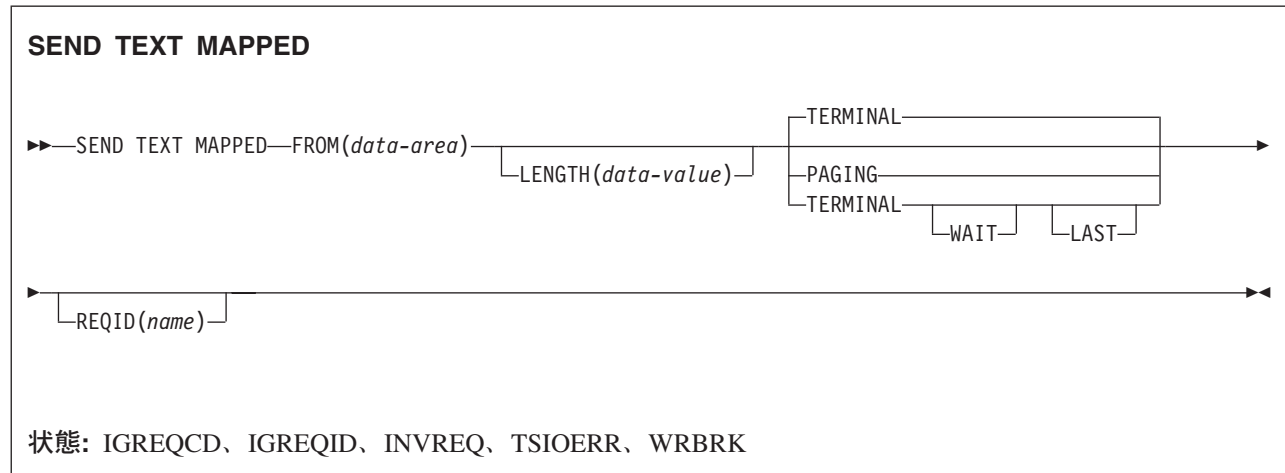 SEND TEXT MAPPED
TERMINAL
SEND TEXT MAPPED FROM(data-area) LENGTH(data-value) PAGING
TERMINAL WAIT LAST
REQID(name)
状態: IGREQCD、IGREQID、INVREQ、TSIOERR、WRBRK